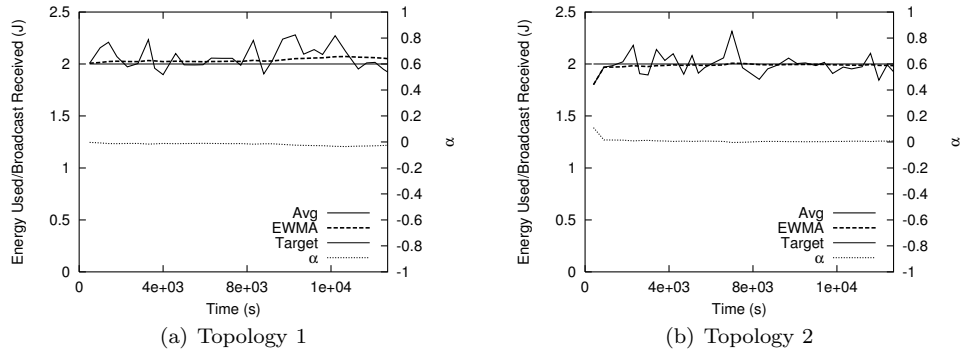 Energy Used/Broadcast Received (J)
2.5
2
1.5
1
0.5
0
1
0.8
0.6
0.4
0.2
0
-0.2
-0.4
-0.6
-0.8
-1
α
Avg
EWMA
Target
α
0
4e+03
8e+03
1e+04
Time (s)
(a) Topology 1
Energy Used/Broadcast Received (J)
2.5
2
1.5
1
0.5
0
1
0.8
0.6
0.4
0.2
0
-0.2
-0.4
-0.6
-0.8
-1
α
Avg
EWMA
Target
α
0
4e+03
8e+03
1e+04
Time (s)
(b) Topology 2